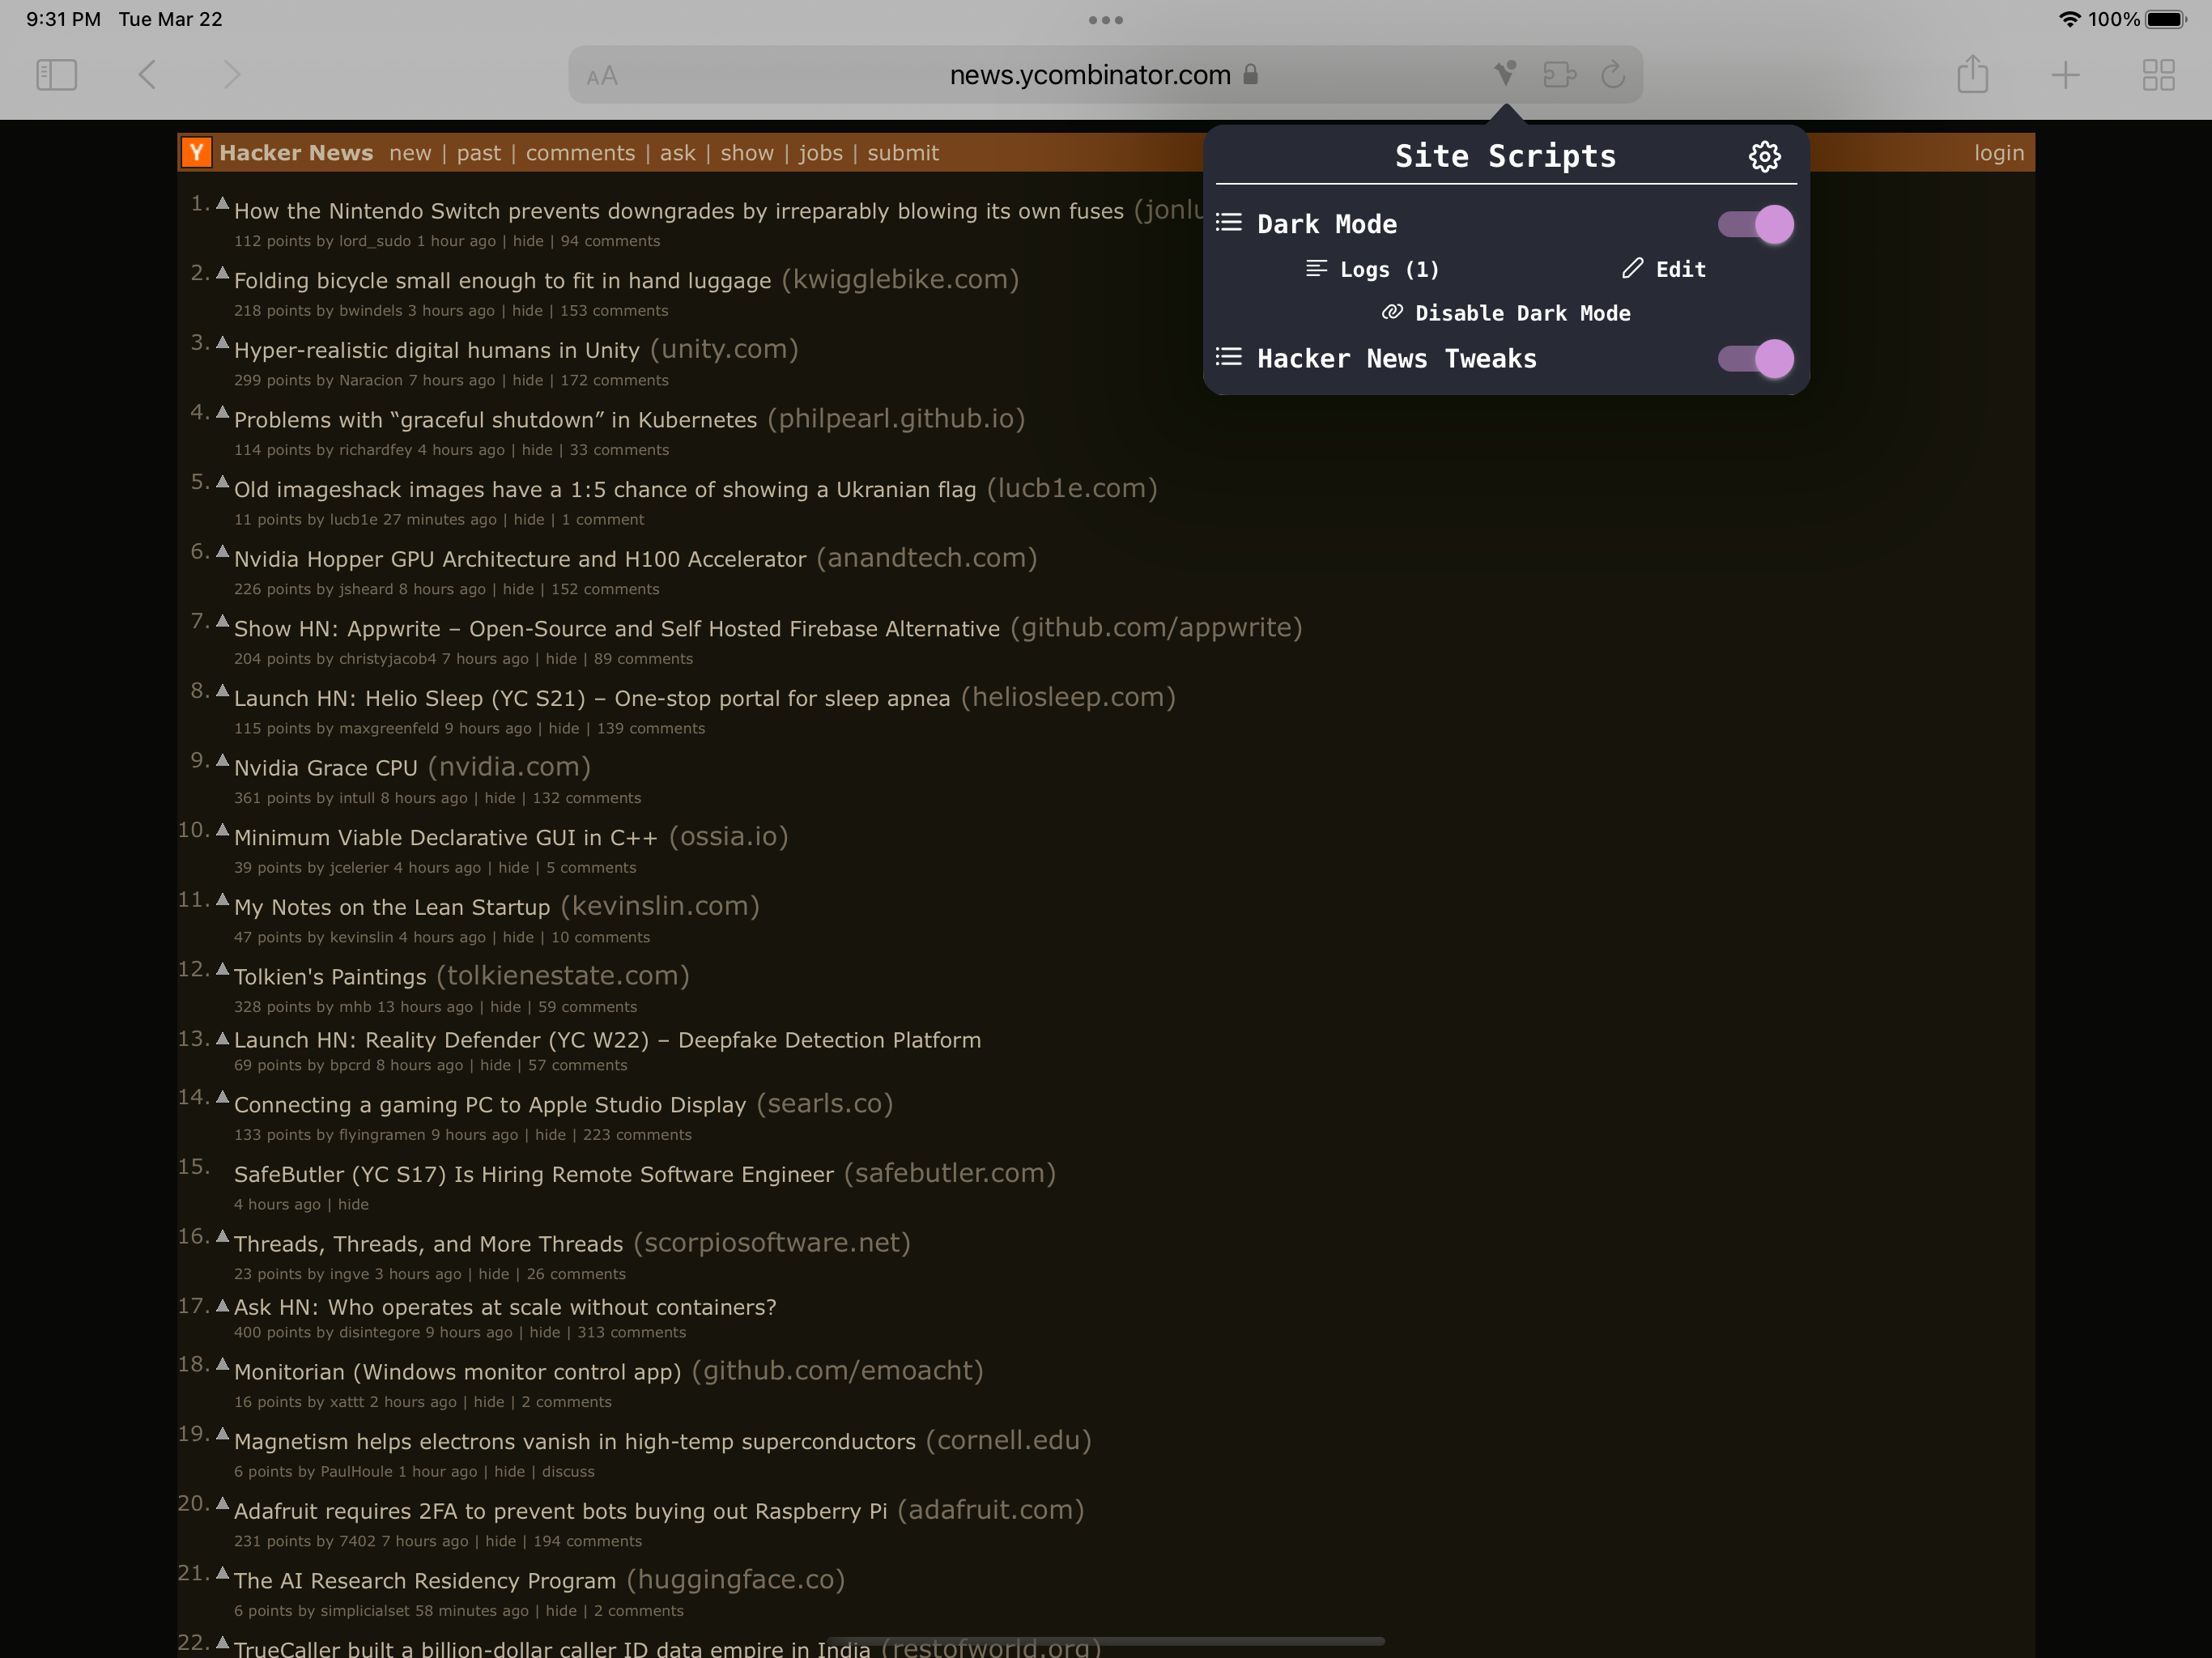 9:31 PM Tue Mar 22
100%
AA
news.ycombinator.com
Y Hacker News new | past | comments | ask | show | jobs | submit
login
Site Scripts
Dark Mode
Logs (1) Edit
Disable Dark Mode
Hacker News Tweaks
1. How the Nintendo Switch prevents downgrades by irreparably blowing its own fuses (jonlu
112 points by lord_sudo 1 hour ago | hide | 94 comments
2. Folding bicycle small enough to fit in hand luggage (kwigglebike.com)
218 points by bwindels 3 hours ago | hide | 153 comments
3. Hyper-realistic digital humans in Unity (unity.com)
299 points by Naracion 7 hours ago | hide | 172 comments
4. Problems with “graceful shutdown” in Kubernetes (philpearl.github.io)
114 points by richardfey 4 hours ago | hide | 33 comments
5. Old imageshack images have a 1:5 chance of showing a Ukranian flag (lucb1e.com)
11 points by lucb1e 27 minutes ago | hide | 1 comment
6. Nvidia Hopper GPU Architecture and H100 Accelerator (anandtech.com)
226 points by jsheard 8 hours ago | hide | 152 comments
7. Show HN: Appwrite – Open-Source and Self Hosted Firebase Alternative (github.com/appwrite)
204 points by christyjacob4 7 hours ago | hide | 89 comments
8. Launch HN: Helio Sleep (YC S21) – One-stop portal for sleep apnea (heliosleep.com)
115 points by maxgreenfeld 9 hours ago | hide | 139 comments
9. Nvidia Grace CPU (nvidia.com)
361 points by intull 8 hours ago | hide | 132 comments
10. Minimum Viable Declarative GUI in C++ (ossia.io)
39 points by jcelerier 4 hours ago | hide | 5 comments
11. My Notes on the Lean Startup (kevinslin.com)
47 points by kevinslin 4 hours ago | hide | 10 comments
12. Tolkien's Paintings (tolkienestate.com)
328 points by mhb 13 hours ago | hide | 59 comments
13. Launch HN: Reality Defender (YC W22) – Deepfake Detection Platform
69 points by bpcrd 8 hours ago | hide | 57 comments
14. Connecting a gaming PC to Apple Studio Display (searls.co)
133 points by flyingramen 9 hours ago | hide | 223 comments
15. SafeButler (YC S17) Is Hiring Remote Software Engineer (safebutler.com)
4 hours ago | hide
16. Threads, Threads, and More Threads (scorpiosoftware.net)
23 points by ingve 3 hours ago | hide | 26 comments
17. Ask HN: Who operates at scale without containers?
400 points by disintegore 9 hours ago | hide | 313 comments
18. Monitorian (Windows monitor control app) (github.com/emoacht)
16 points by xattt 2 hours ago | hide | 2 comments
19. Magnetism helps electrons vanish in high-temp superconductors (cornell.edu)
6 points by PaulHoule 1 hour ago | hide | discuss
20. Adafruit requires 2FA to prevent bots buying out Raspberry Pi (adafruit.com)
231 points by 7402 7 hours ago | hide | 194 comments
21. The AI Research Residency Program (huggingface.co)
6 points by simplicialset 58 minutes ago | hide | 2 comments
22. TrueCaller built a billion-dollar caller ID data empire in India (restofworld.org)